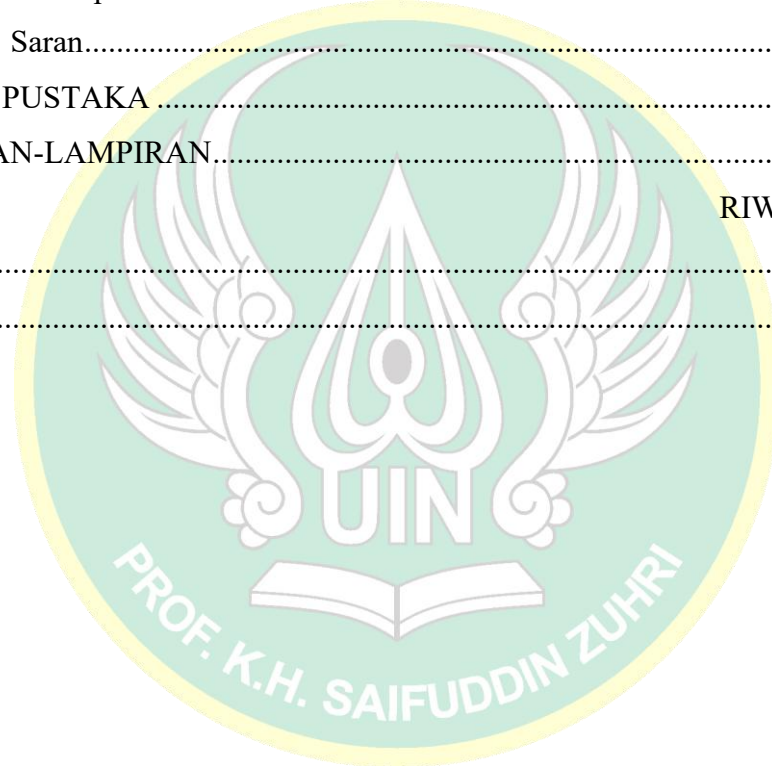 Saran..........................................................................................
PUSTAKA ..................................................................................
AN-LAMPIRAN..........................................................................
RIW
..................................................................................................
..................................................................................................
UIN
PROF. K.H. SAIFUDDIN ZUHRI